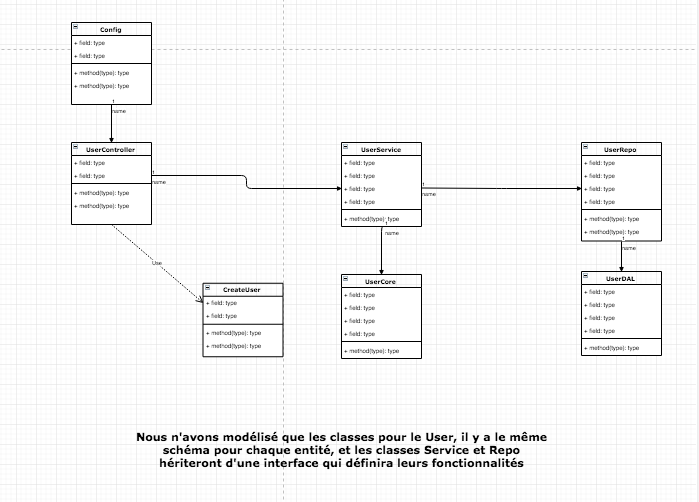 Config
+ field: type
+ field: type
+ method(type): type
+ method(type): type
1
name
UserController
+ field: type
+ field: type
+ method(type): type
+ method(type): type
1
name
Use
CreateUser
+ field: type
+ field: type
+ method(type): type
+ method(type): type
UserService
+ field: type
+ field: type
+ field: type
+ field: type
+ method(type): type
1
name
1
name
UserCore
+ field: type
+ field: type
+ field: type
+ field: type
+ method(type): type
UserRepo
+ field: type
+ field: type
+ field: type
+ field: type
+ method(type): type
+ method(type): type
1
name
UserDAL
+ field: type
+ field: type
+ field: type
+ field: type
+ method(type): type
Nous n'avons modélisé que les classes pour le User, il y a le même
schéma pour chaque entité, et les classes Service et Repo
hériteront d'une interface qui définira leurs fonctionnalités